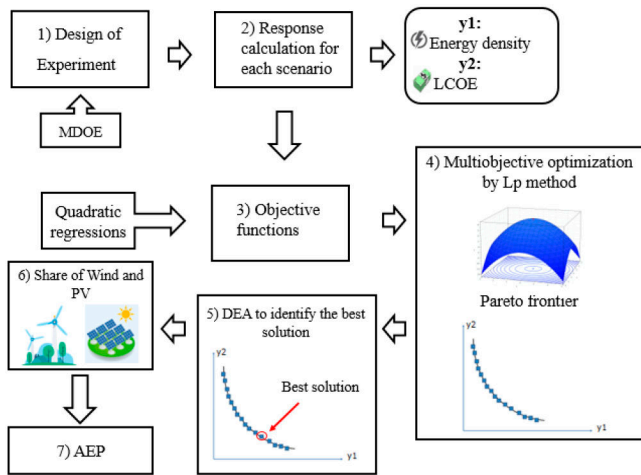 1) Design of
Experiment
MDOE
2) Response
calculation for
each scenario
y1:
Energy density
y2:
LCOE
Quadratic
regressions
3) Objective
functions
4) Multiobjective optimization
by Lp method
Pareto frontier
y2
y1
5) DEA to identify the best
solution
y2
Best solution
y1
6) Share of Wind and
PV
7) AEP